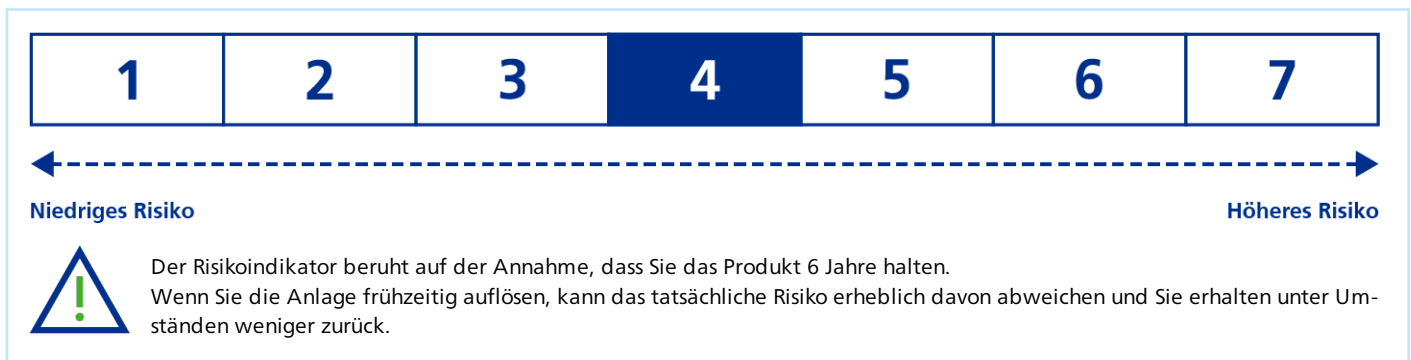 1 2 3 4 5 6 7
Niedriges Risiko Höheres Risiko
Der Risikoindikator beruht auf der Annahme, dass Sie das Produkt 6 Jahre halten.
Wenn Sie die Anlage frühzeitig auflösen, kann das tatsächliche Risiko erheblich davon abweichen und Sie erhalten unter Um-
ständen weniger zurück.